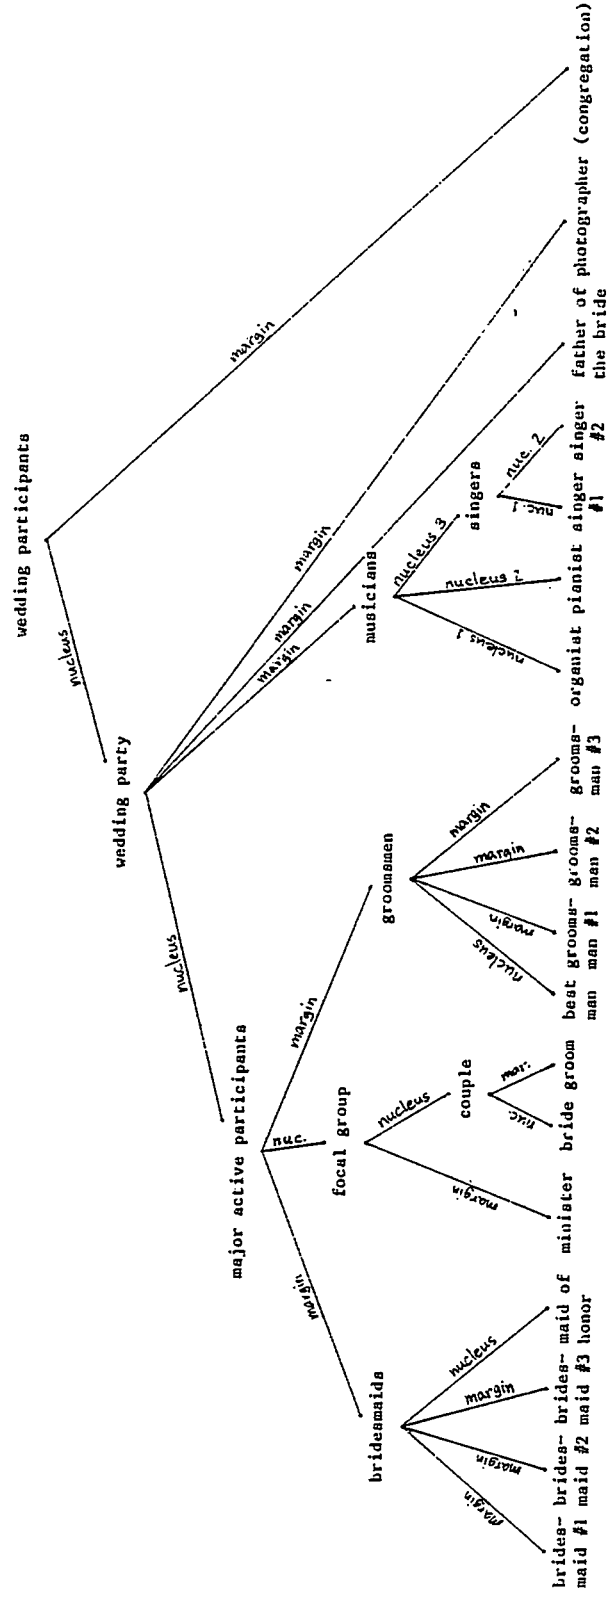 wedding participants
nucleus
margin
wedding party
nucleus
margin
margin
margin
major active participants
margin
nuc.
margin
bridesmaids
focal group
groomsmen
musicians
margin
margin
margin
nucleus
margin
nucleus
couple
nuc.
mar.
nucleus
margin
margin
margin
nucleus 1
nucleus 2
nucleus 3
singers
nuc. 1
nuc. 2
brides- brides- brides- maid of
maid #1 maid #2 maid #3 honor
minister
bride groom
best grooms- grooms- grooms-
man man #1 man #2 man #3
organist pianist singer singer
#1 #2
father of photographer (congregation)
the bride